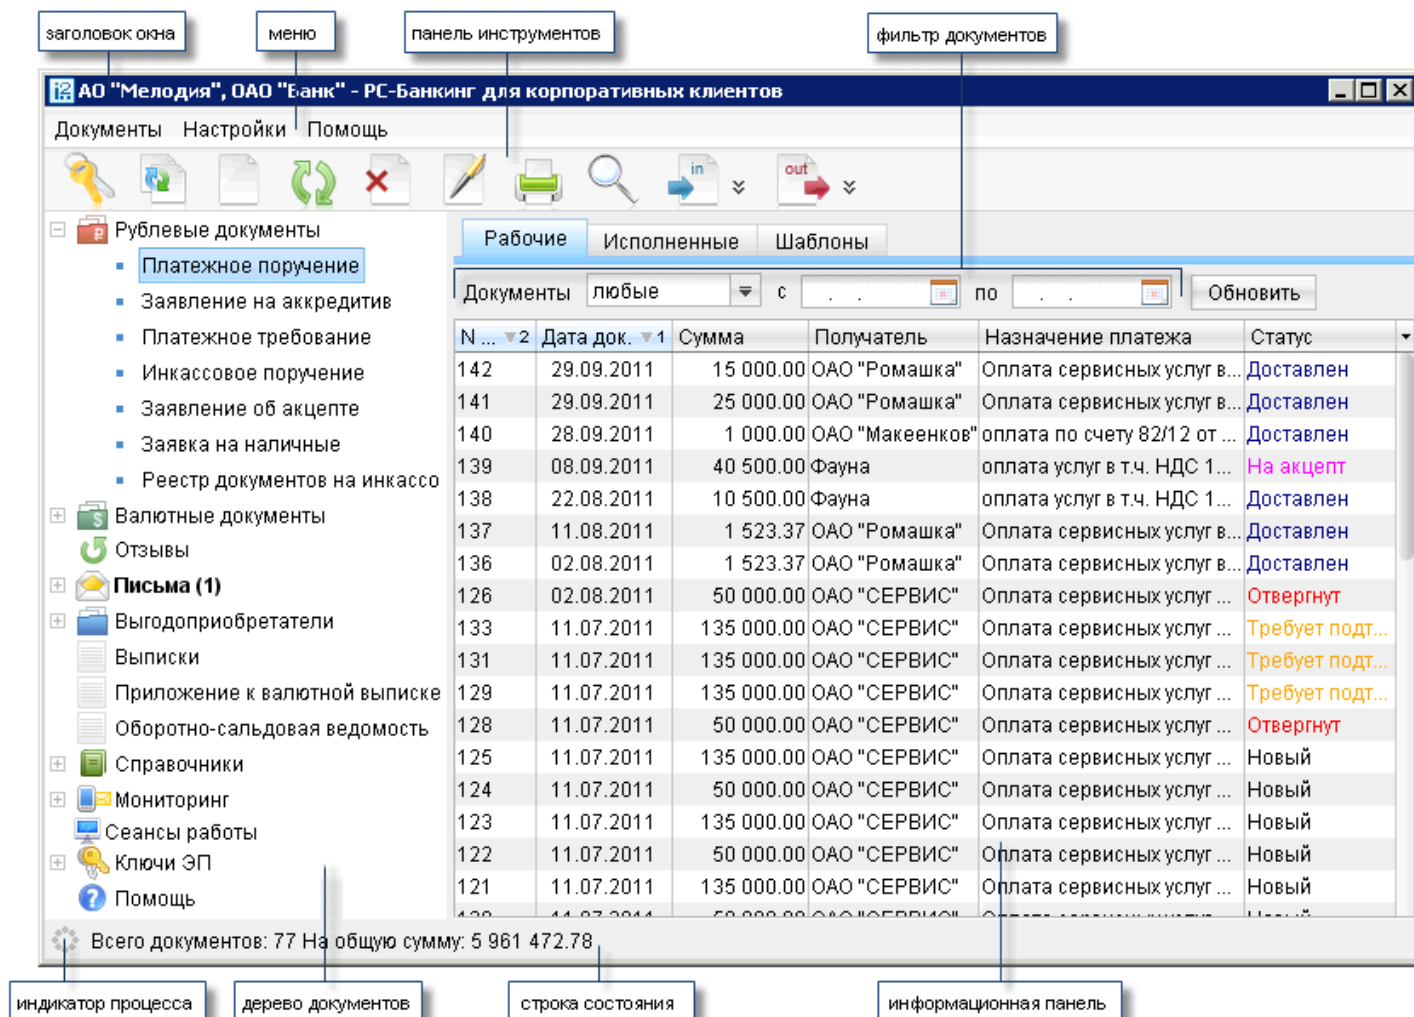 заголовок окна
меню
панель инструментов
фильтр документов
АО "Мелодия", ОАО "Банк" - PC-Банкинг для корпоративных клиентов
Документы Настройки Помощь
in
out
Рублевые документы
Платежное поручение
Заявление на аккредитив
Платежное требование
Инкассовое поручение
Заявление об акцепте
Заявка на наличные
Реестр документов на инкассо
Валютные документы
Отзывы
Письма (1)
Выгодоприобретатели
Выписки
Приложение к валютной выписке
Оборотно-сальдовая ведомость
Справочники
Мониторинг
Сеансы работы
Ключи ЭП
Помощь
Рабочие Исполненные Шаблоны
Документы любые с . . по . . Обновить
N ... 2 Дата док. 1 Сумма Получатель Назначение платежа Статус
142 29.09.2011 15 000.00 ОАО "Ромашка" Оплата сервисных услуг в... Доставлен
141 29.09.2011 25 000.00 ОАО "Ромашка" Оплата сервисных услуг в... Доставлен
140 28.09.2011 1 000.00 ОАО "Макеенков" оплата по счету 82/12 от ... Доставлен
139 08.09.2011 40 500.00 Фауна оплата услуг в т.ч. НДС 1... На акцепт
138 22.08.2011 10 500.00 Фауна оплата услуг в т.ч. НДС 1... Доставлен
137 11.08.2011 1 523.37 ОАО "Ромашка" Оплата сервисных услуг в... Доставлен
136 02.08.2011 1 523.37 ОАО "Ромашка" Оплата сервисных услуг в... Доставлен
126 02.08.2011 50 000.00 ОАО "СЕРВИС" Оплата сервисных услуг ... Отвергнут
133 11.07.2011 135 000.00 ОАО "СЕРВИС" Оплата сервисных услуг ... Требует подт...
131 11.07.2011 135 000.00 ОАО "СЕРВИС" Оплата сервисных услуг ... Требует подт...
129 11.07.2011 135 000.00 ОАО "СЕРВИС" Оплата сервисных услуг ... Требует подт...
128 11.07.2011 50 000.00 ОАО "СЕРВИС" Оплата сервисных услуг ... Отвергнут
125 11.07.2011 135 000.00 ОАО "СЕРВИС" Оплата сервисных услуг ... Новый
124 11.07.2011 50 000.00 ОАО "СЕРВИС" Оплата сервисных услуг ... Новый
123 11.07.2011 135 000.00 ОАО "СЕРВИС" Оплата сервисных услуг ... Новый
122 11.07.2011 50 000.00 ОАО "СЕРВИС" Оплата сервисных услуг ... Новый
121 11.07.2011 135 000.00 ОАО "СЕРВИС" Оплата сервисных услуг ... Новый
Всего документов: 77 На общую сумму: 5 961 472.78
индикатор процесса
дерево документов
строка состояния
информационная панель